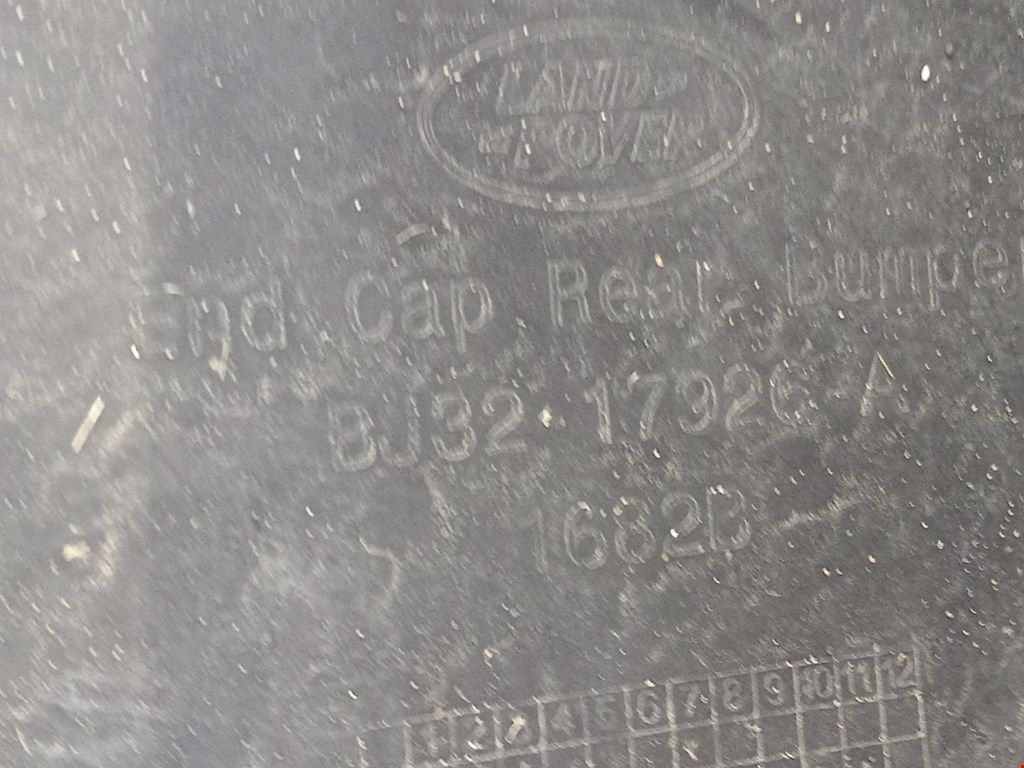 LAND
ROVER
End Cap Rear Bumper
BJ32 17926 A
1682B
1 2 3 4 5 6 7 8 9 10 11 12